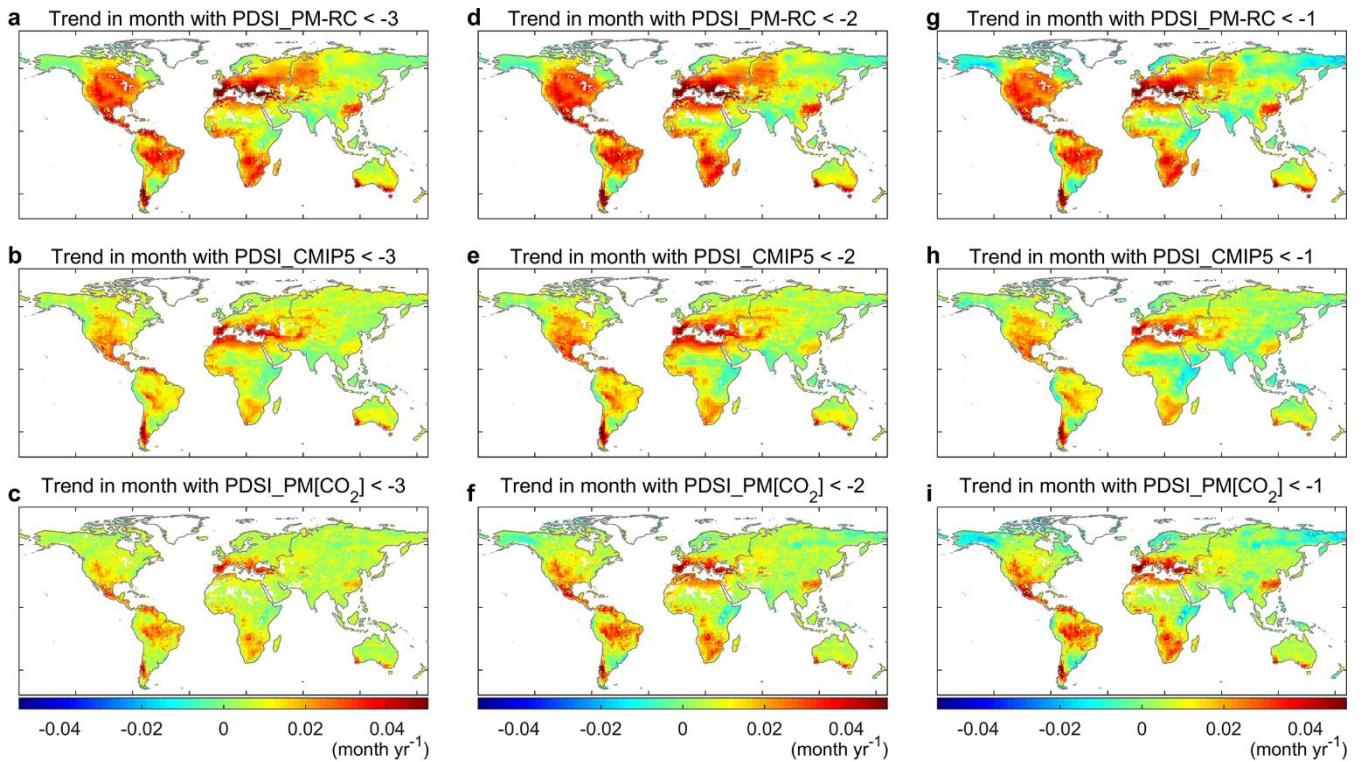 a Trend in month with PDSI_PM-RC < -3
d Trend in month with PDSI_PM-RC < -2
g Trend in month with PDSI_PM-RC < -1
b Trend in month with PDSI_CMIP5 < -3
e Trend in month with PDSI_CMIP5 < -2
h Trend in month with PDSI_CMIP5 < -1
c Trend in month with PDSI_PM[CO₂] < -3
f Trend in month with PDSI_PM[CO₂] < -2
i Trend in month with PDSI_PM[CO₂] < -1
-0.04 -0.02 0 0.02 0.04
(month yr⁻¹)
-0.04 -0.02 0 0.02 0.04
(month yr⁻¹)
-0.04 -0.02 0 0.02 0.04
(month yr⁻¹)